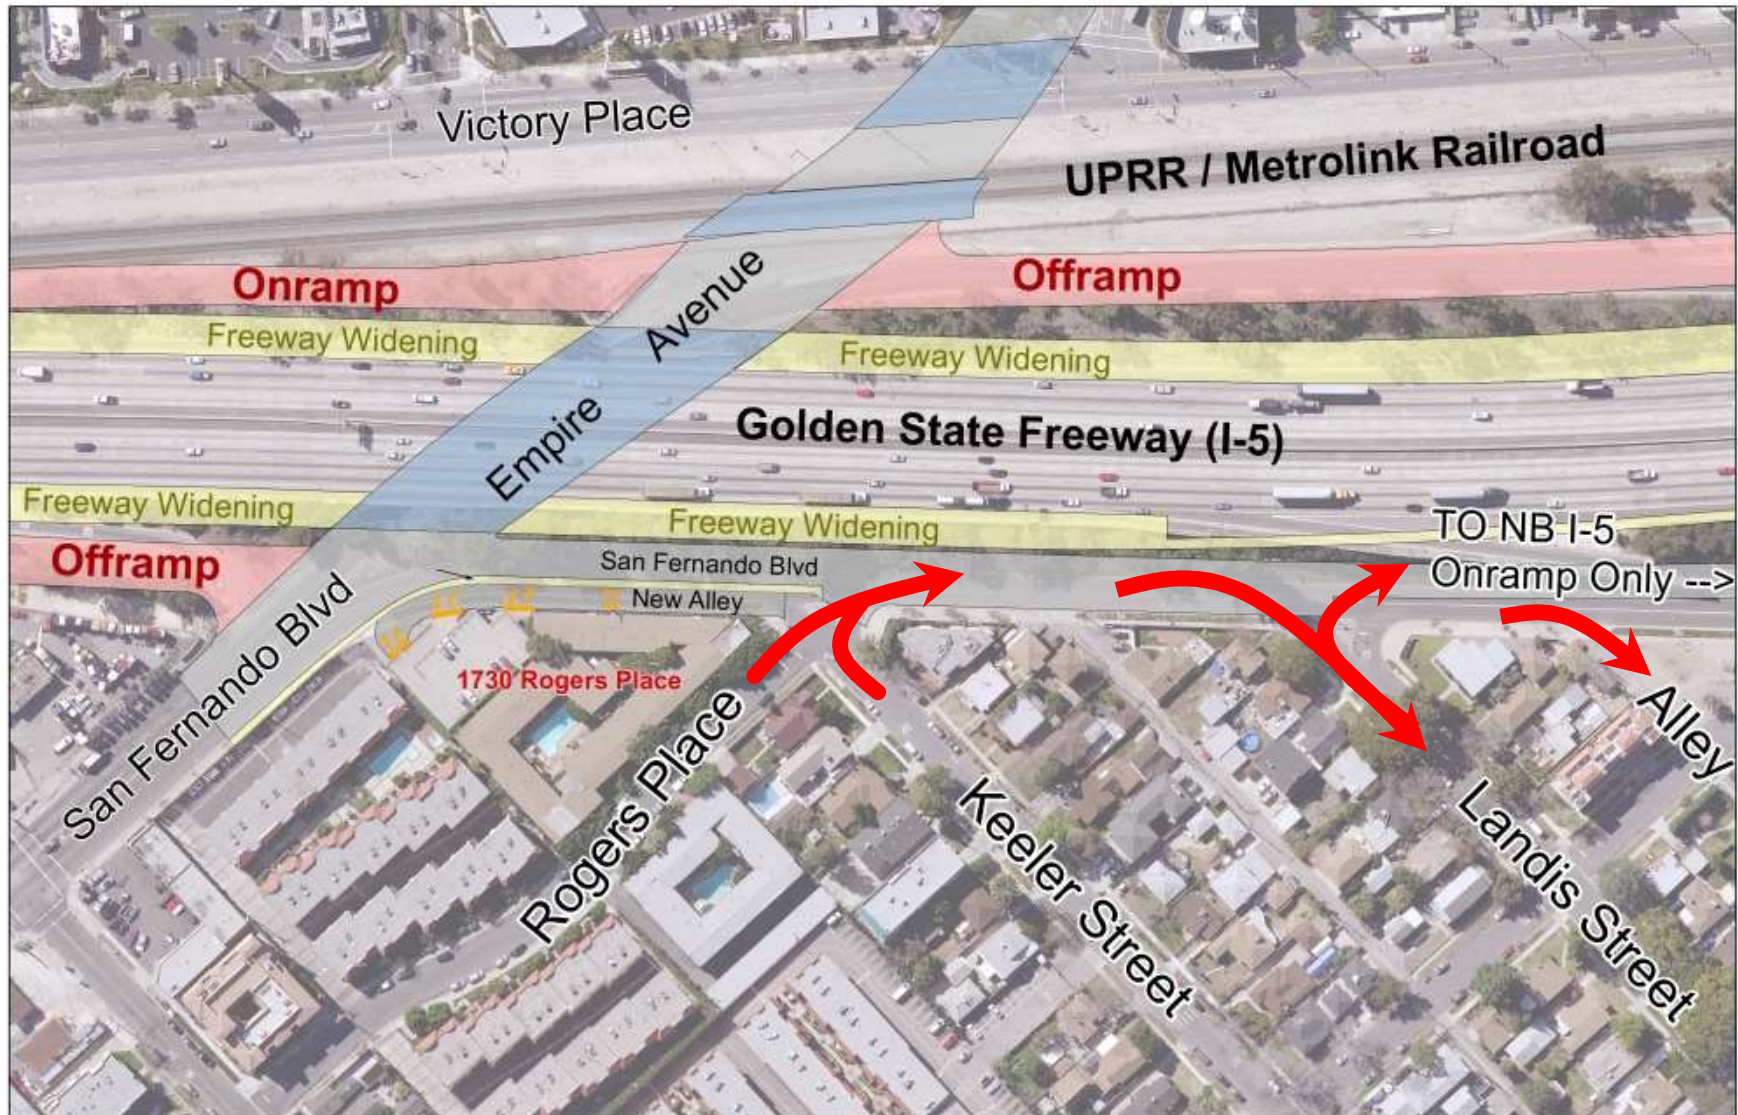 Victory Place
UPRR / Metrolink Railroad
Onramp
Avenue
Offramp
Freeway Widening
Freeway Widening
Empire
Golden State Freeway (I-5)
Freeway Widening
Freeway Widening
TO NB I-5
Onramp Only -->
Offramp
San Fernando Blvd
New Alley
San Fernando Blvd
1730 Rogers Place
Rogers Place
Keeler Street
Landis Street
Alley